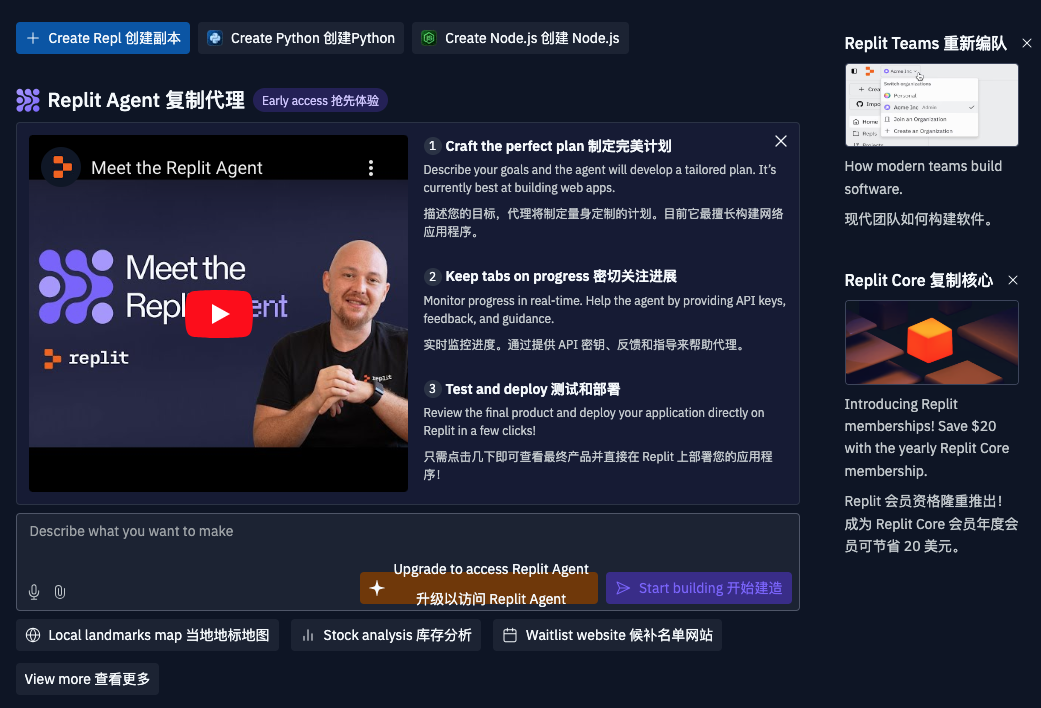 Create Repl 创建副本
Create Python 创建Python
Create Node.js 创建 Node.js
Replit Agent 复制代理
Early access 抢先体验
Meet the Replit Agent
Meet the
replit
replit
1 Craft the perfect plan 制定完美计划
Describe your goals and the agent will develop a tailored plan. It's
currently best at building web apps.
描述您的目标，代理将制定量身定制的计划。目前它最擅长构建网络
应用程序。
2 Keep tabs on progress 密切关注进展
Monitor progress in real-time. Help the agent by providing API keys,
feedback, and guidance.
实时监控进度。通过提供 API 密钥、反馈和指导来帮助代理。
3 Test and deploy 测试和部署
Review the final product and deploy your application directly on
Replit in a few clicks!
只需点击几下即可查看最终产品并直接在 Replit 上部署您的应用程
序！
Describe what you want to make
Upgrade to access Replit Agent
升级以访问 Replit Agent
Start building 开始建造
Local landmarks map 当地地标地图
Stock analysis 库存分析
Waitlist website 候补名单网站
View more 查看更多
Replit Teams 重新编队
Acme Inc
Switch organizations
Personal
Acme Inc Admin
Join an Organization
Create an Organization
Home
Repls
How modern teams build
software.
现代团队如何构建软件。
Replit Core 复制核心
Introducing Replit
memberships! Save $20
with the yearly Replit Core
membership.
Replit 会员资格隆重推出！
成为 Replit Core 会员年度会
员可节省 20 美元。